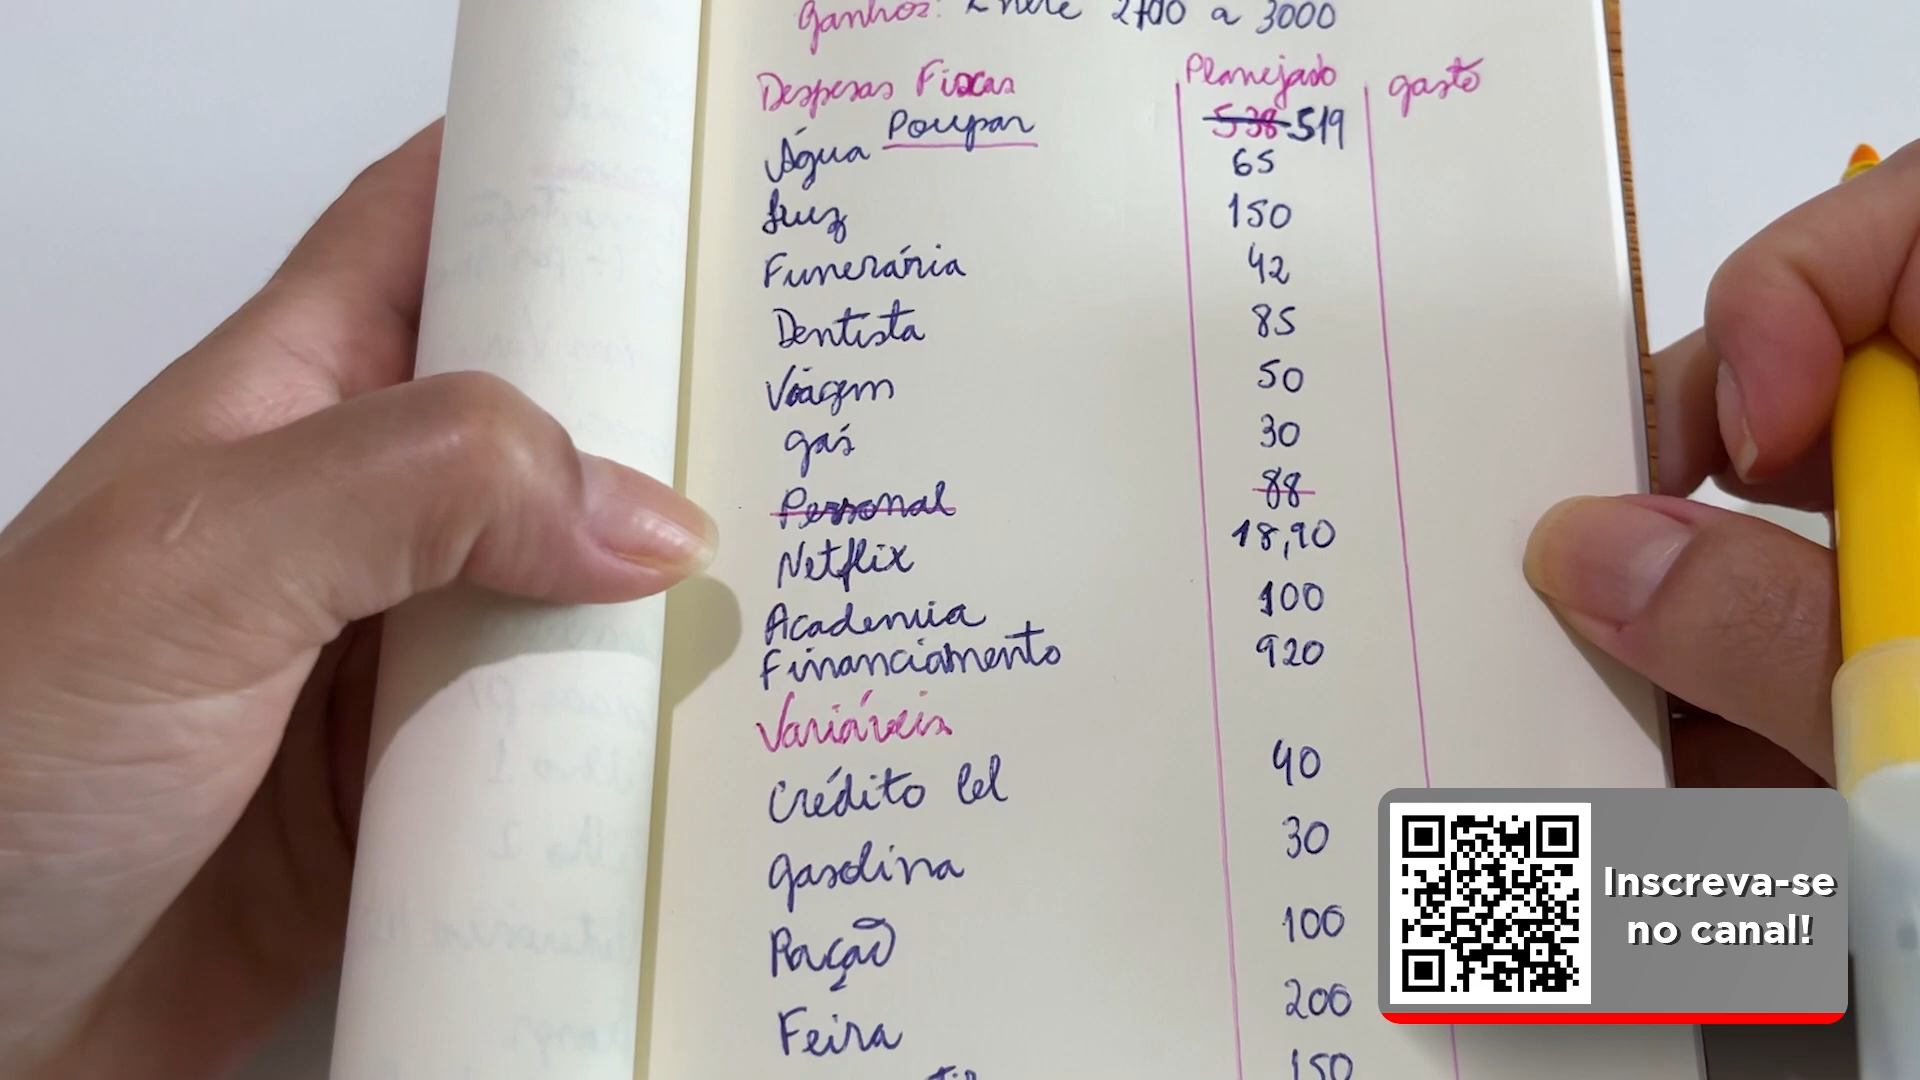 Ganhos: Entre 2700 a 3000
Despesas Fixas Planejado gasto
Poupar 538-519
Água 65
Luz 150
Funerária 42
Dentista 85
Viagem 50
gás 30
Personal 88
Netflix 18,90
Academia 100
Financiamento 920
Variáveis
Crédito Cel 40
gasolina 30
Ração 100
Feira 200
150
Inscreva-se
no canal!